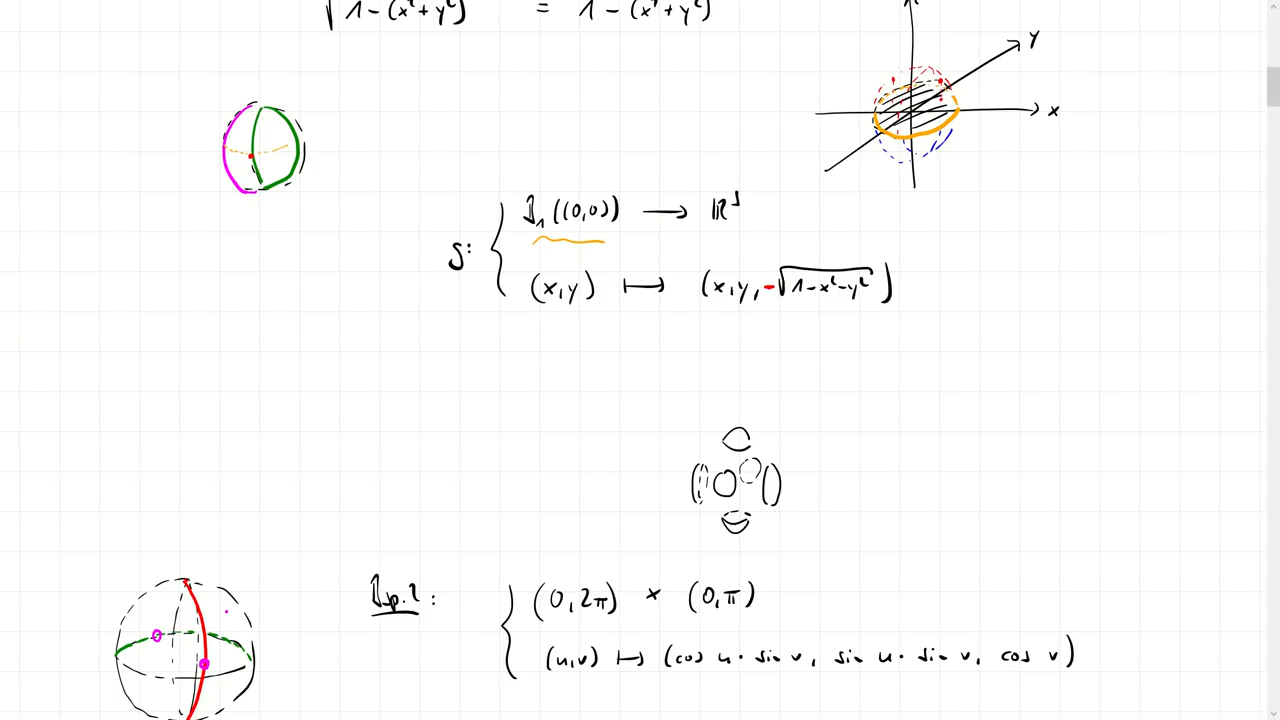 √1-(x²+y²) = 1-(x²+y²)
y
x
S: { B₁((0,0)) ⟶ ℝ³
(x,y) ⟼ (x,y,-√1-x²-y²)
Bsp. 2: { (0,2π) × (0,π)
(u,v) ↦ (cos u · sin v, sin u · sin v, cos v)